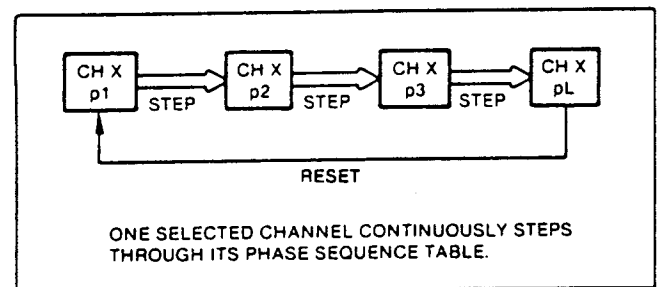 CH X CH X CH X CH X
p1 p2 p3 pL
STEP STEP STEP
RESET
ONE SELECTED CHANNEL CONTINUOUSLY STEPS
THROUGH ITS PHASE SEQUENCE TABLE.